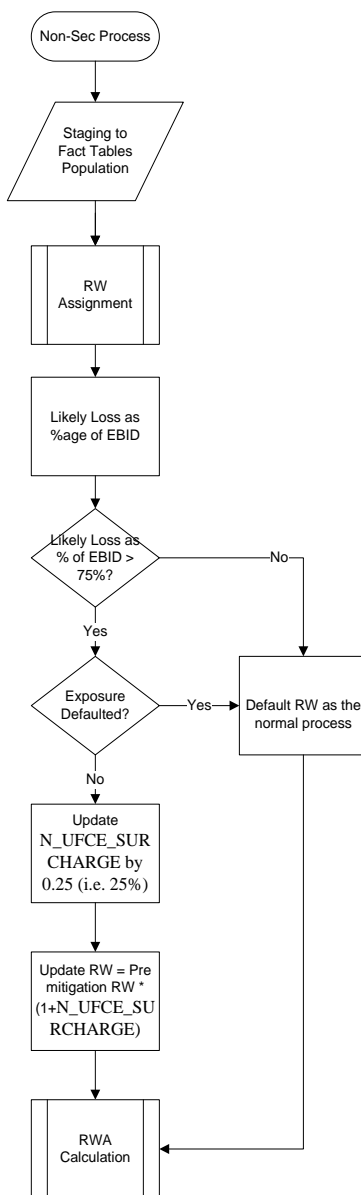 Non-Sec Process
Staging to
Fact Tables
Population
RW
Assignment
Likely Loss as
%age of EBID
Likely Loss as
% of EBID >
75%?
No
Yes
Exposure
Defaulted?
Yes
Default RW as the
normal process
No
Update
N_UFCE_SUR
CHARGE by
0.25 (i.e. 25%)
Update RW = Pre
mitigation RW *
(1+N_UFCE_SU
RCHARGE)
RWA
Calculation